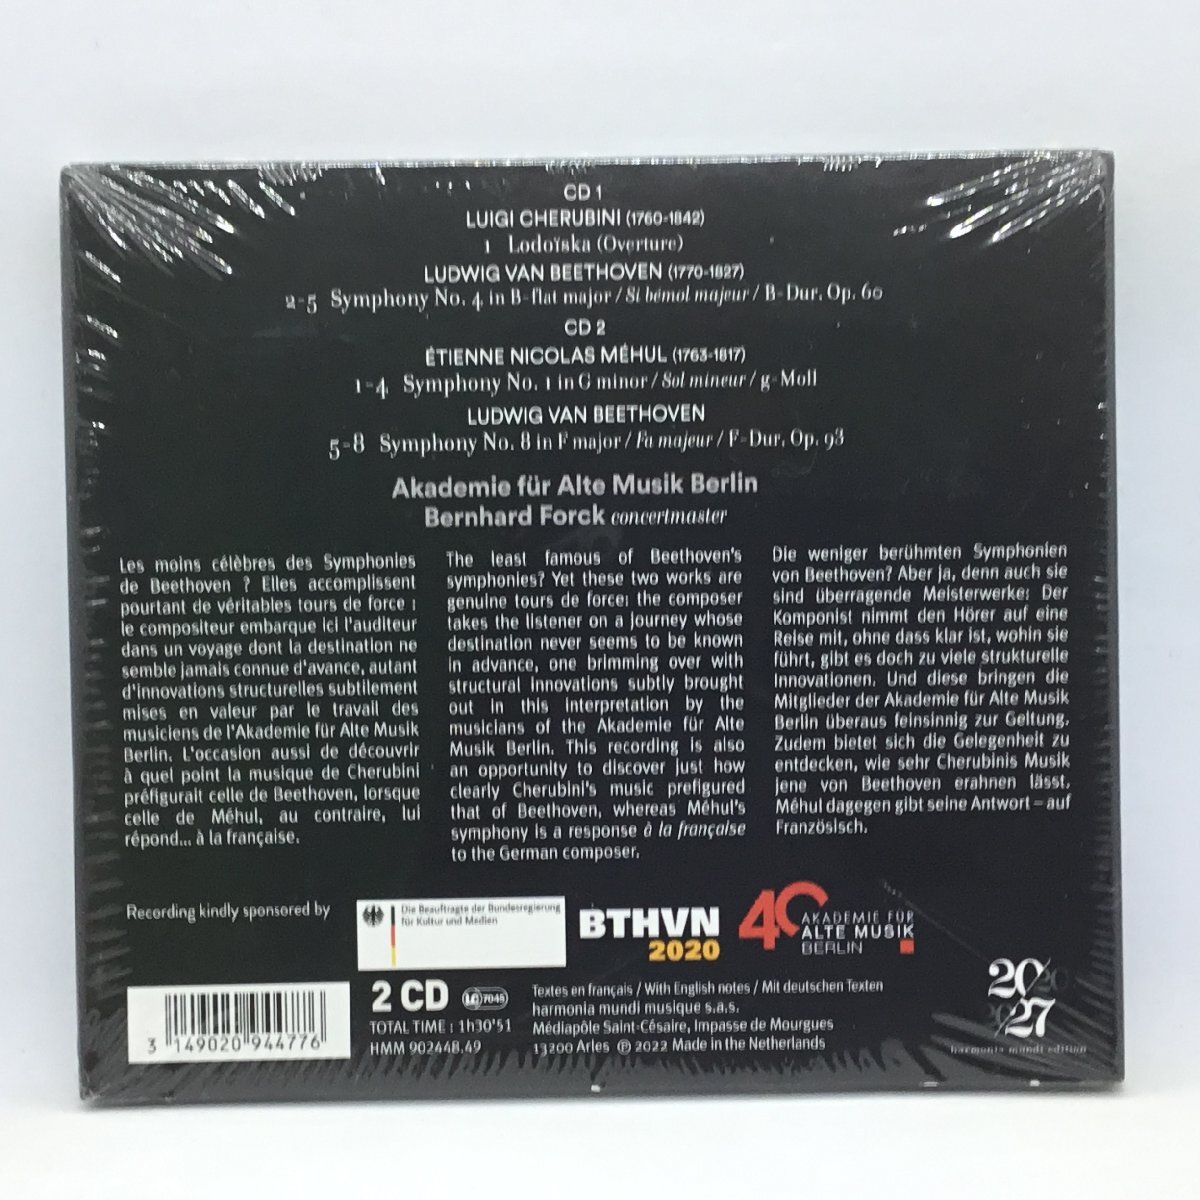 CD 1
LUIGI CHERUBINI (1760-1842)
1 Lodoïska (Overture)
LUDWIG VAN BEETHOVEN (1770-1827)
2-5 Symphony No. 4 in B-flat major / Si bémol majeur / B-Dur. Op. 60
CD 2
ÉTIENNE NICOLAS MÉHUL (1763-1817)
1-4 Symphony No. 1 in G minor / Sol mineur / g-Moll
LUDWIG VAN BEETHOVEN
5-8 Symphony No. 8 in F major / Fa majeur / F-Dur. Op. 93
Akademie für Alte Musik Berlin
Bernhard Forck concertmaster
Les moins célèbres des Symphonies
de Beethoven ? Elles accomplissent
pourtant de véritables tours de force :
le compositeur embarque ici l'auditeur
dans un voyage dont la destination ne
semble jamais connue d'avance, autant
d'innovations structurelles subtilement
mises en valeur par le travail des
musiciens de l'Akademie für Alte Musik
Berlin. L'occasion aussi de découvrir
à quel point la musique de Cherubini
préfigurait celle de Beethoven, lorsque
celle de Méhul, au contraire, lui
répond... à la française.
The least famous of Beethoven's
symphonies? Yet these two works are
genuine tours de force: the composer
takes the listener on a journey whose
destination never seems to be known
in advance, one brimming over with
structural innovations subtly brought
out in this interpretation by the
musicians of the Akademie für Alte
Musik Berlin. This recording is also
an opportunity to discover just how
clearly Cherubini's music prefigured
that of Beethoven, whereas Méhul's
symphony is a response à la française
to the German composer.
Die weniger berühmten Symphonien
von Beethoven? Aber ja, denn auch sie
sind überragende Meisterwerke: Der
Komponist nimmt den Hörer auf eine
Reise mit, ohne dass klar ist, wohin sie
führt, gibt es doch zu viele strukturelle
Innovationen. Und diese bringen die
Mitglieder der Akademie für Alte Musik
Berlin überaus feinsinnig zur Geltung.
Zudem bietet sich die Gelegenheit zu
entdecken, wie sehr Cherubinis Musik
jene von Beethoven erahnen lässt.
Méhul dagegen gibt seine Antwort – auf
Französisch.
Recording kindly sponsored by
Die Beauftragte der Bundesregierung
für Kultur und Medien
BTHVN
2020
40
AKADEMIE FÜR
ALTE MUSIK
BERLIN
3 149020 944776
2 CD
LC 7045
TOTAL TIME : 1h30'51
HMM 902448.49
Textes en français / With English notes / Mit deutschen Texten
harmonia mundi musique s.a.s.
Médiapôle Saint-Césaire, Impasse de Mourgues
13200 Arles ℗ 2022 Made in the Netherlands
2020
2027
harmonia mundi edition